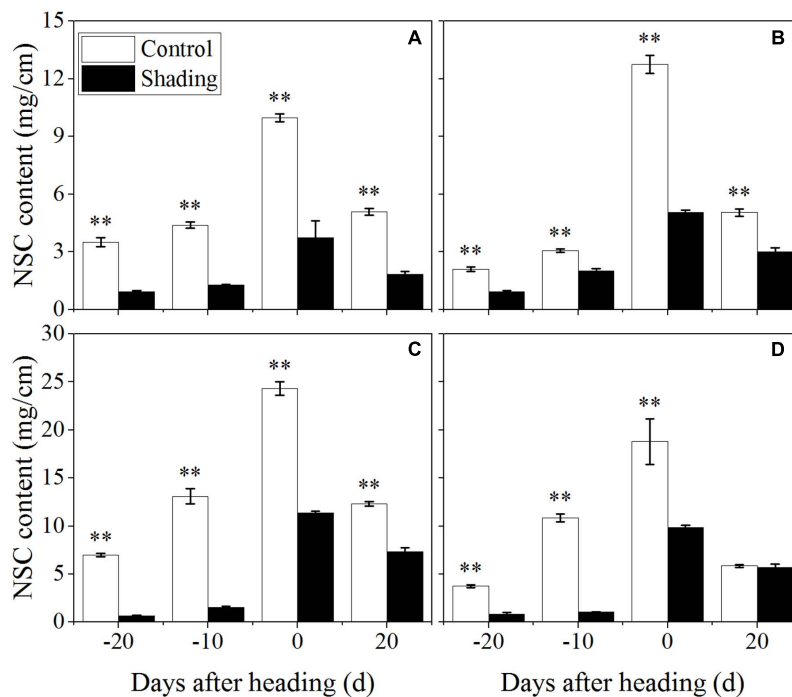 15
12
9
6
3
0
NSC content (mg/cm)
Control
Shading
A
**
**
**
**
B
**
**
**
**
30
25
20
15
10
5
0
NSC content (mg/cm)
C
**
**
**
**
D
**
**
**
-20 -10 0 20
-20 -10 0 20
Days after heading (d)
Days after heading (d)